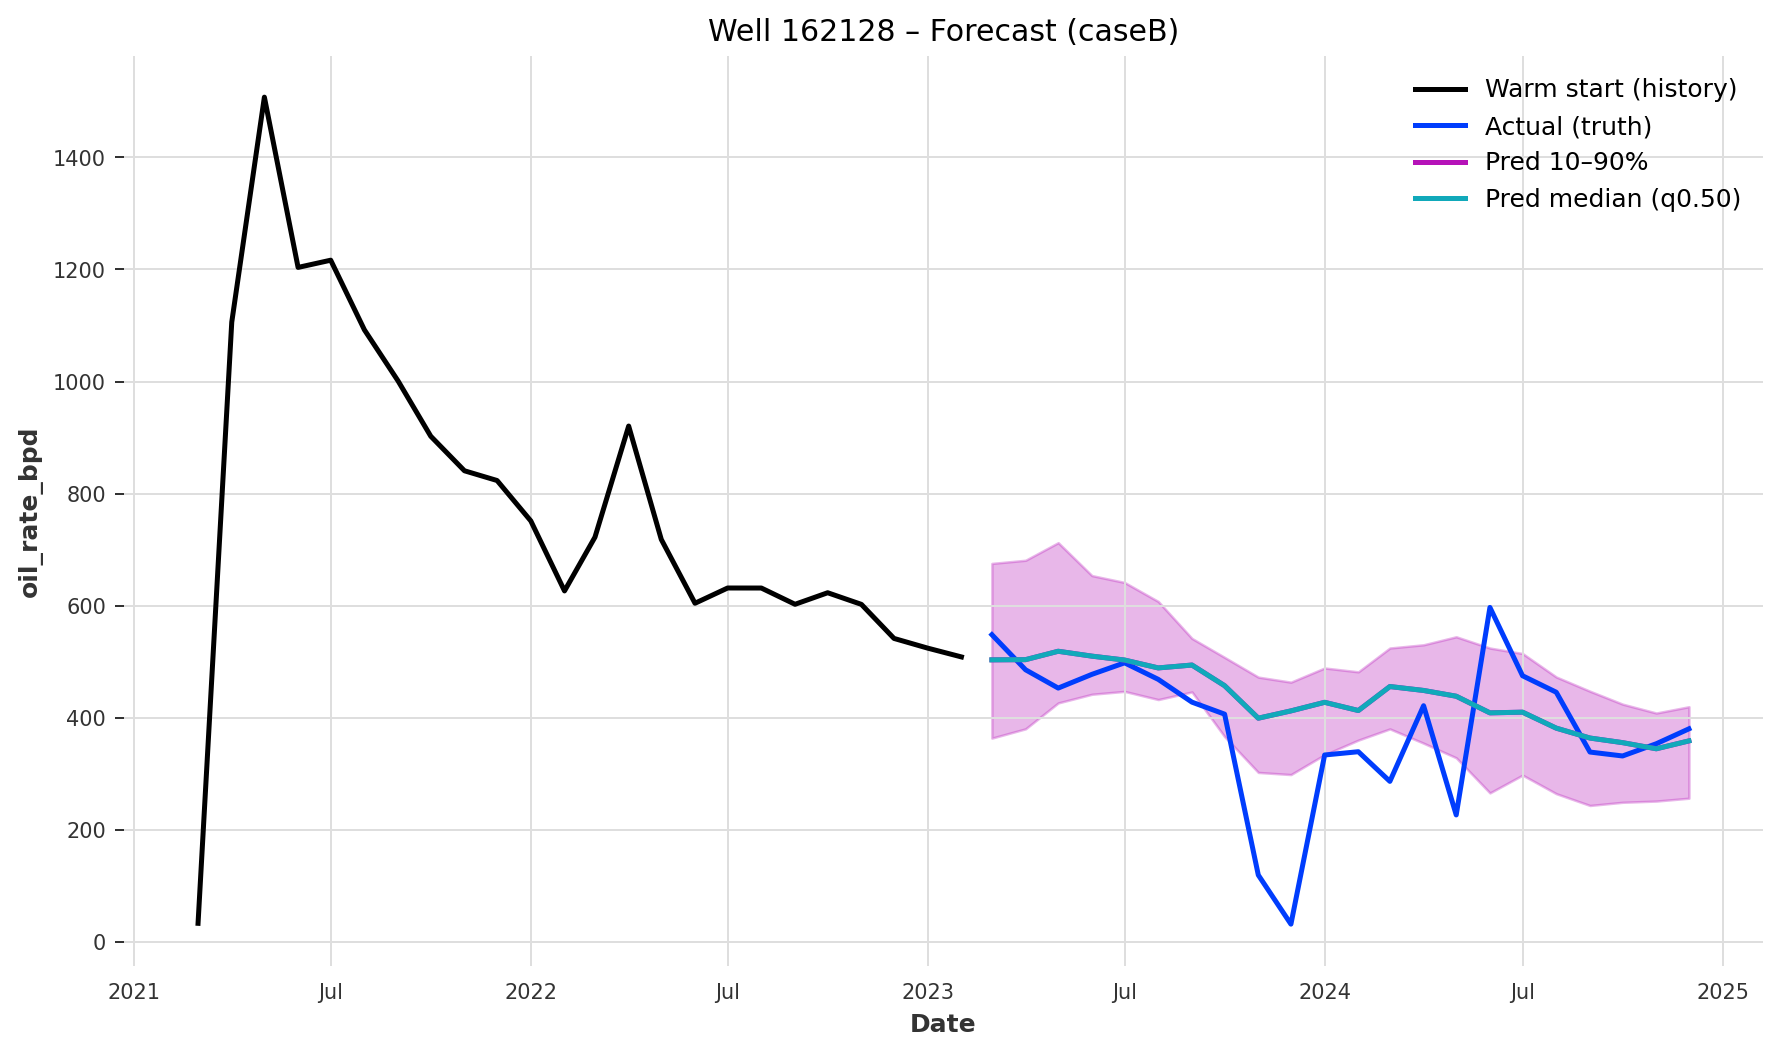 Well 162128 – Forecast (caseB)
Warm start (history)
Actual (truth)
Pred 10–90%
Pred median (q0.50)
oil_rate_bpd
1400
1200
1000
800
600
400
200
0
2021
Jul
2022
Jul
2023
Jul
2024
Jul
2025
Date